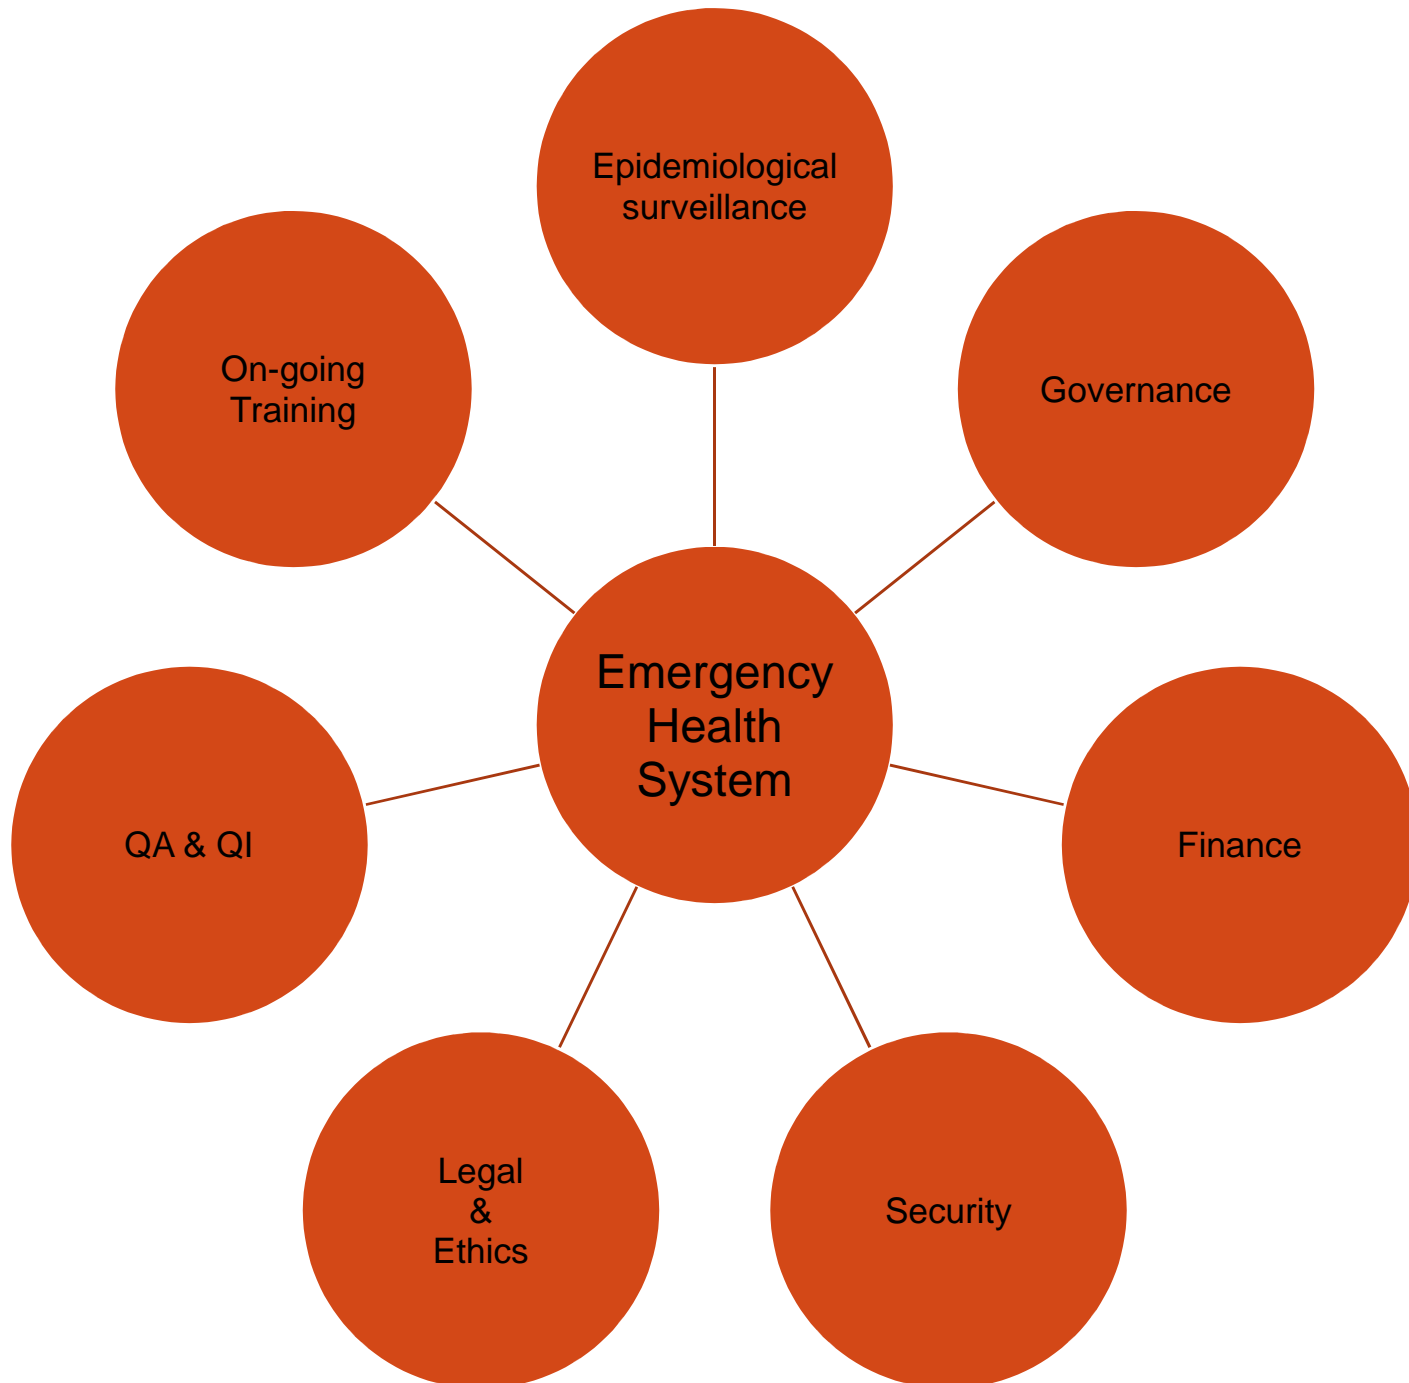 Epidemiological
surveillance
On-going
Training
Governance
Emergency
Health
System
QA & QI
Finance
Legal
&
Ethics
Security